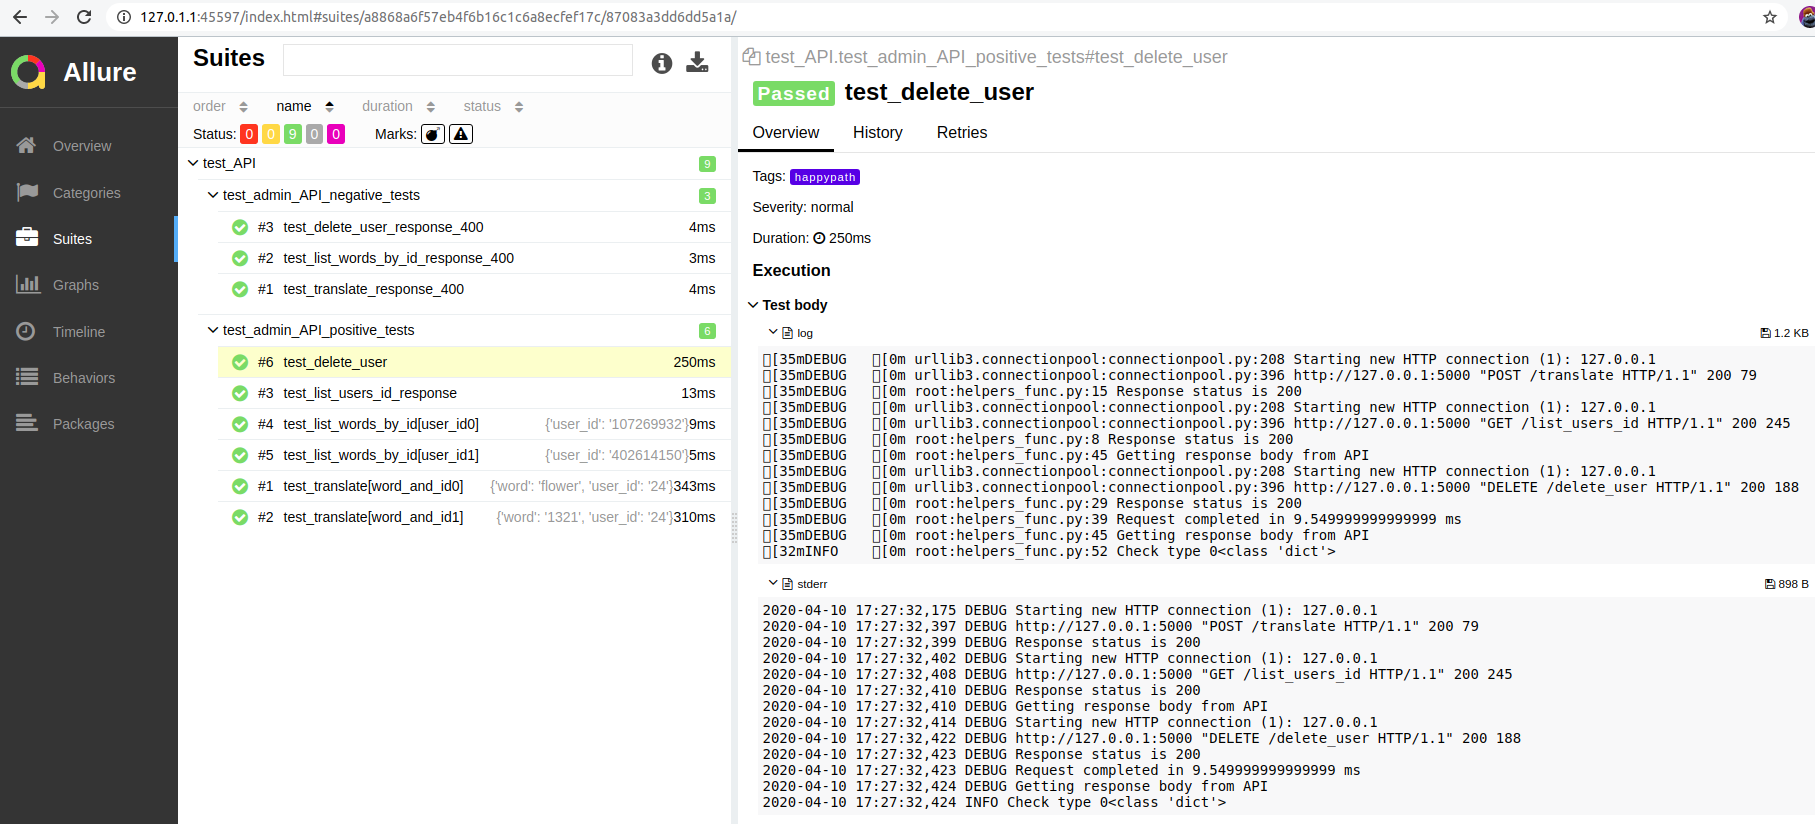 127.0.1.1:45597/index.html#suites/a8868a6f57eb4f6b16c1c6a8ecfef17c/87083a3dd6dd5a1a/
Allure
Overview
Categories
Suites
Graphs
Timeline
Behaviors
Packages
Suites
order name duration status
Status: 0 0 9 0 0 Marks:
test_API 9
test_admin_API_negative_tests 3
#3 test_delete_user_response_400 4ms
#2 test_list_words_by_id_response_400 3ms
#1 test_translate_response_400 4ms
test_admin_API_positive_tests 6
#6 test_delete_user 250ms
#3 test_list_users_id_response 13ms
#4 test_list_words_by_id[user_id0] {'user_id': '107269932'}9ms
#5 test_list_words_by_id[user_id1] {'user_id': '402614150'}5ms
#1 test_translate[word_and_id0] {'word': 'flower', 'user_id': '24'}343ms
#2 test_translate[word_and_id1] {'word': '1321', 'user_id': '24'}310ms
test_API.test_admin_API_positive_tests#test_delete_user
Passed test_delete_user
Overview History Retries
Tags: happypath
Severity: normal
Duration: 250ms
Execution
Test body
log 1.2 KB
[35mDEBUG [0m urllib3.connectionpool:connectionpool.py:208 Starting new HTTP connection (1): 127.0.0.1
[35mDEBUG [0m urllib3.connectionpool:connectionpool.py:396 http://127.0.0.1:5000 "POST /translate HTTP/1.1" 200 79
[35mDEBUG [0m root:helpers_func.py:15 Response status is 200
[35mDEBUG [0m urllib3.connectionpool:connectionpool.py:208 Starting new HTTP connection (1): 127.0.0.1
[35mDEBUG [0m urllib3.connectionpool:connectionpool.py:396 http://127.0.0.1:5000 "GET /list_users_id HTTP/1.1" 200 245
[35mDEBUG [0m root:helpers_func.py:8 Response status is 200
[35mDEBUG [0m root:helpers_func.py:45 Getting response body from API
[35mDEBUG [0m urllib3.connectionpool:connectionpool.py:208 Starting new HTTP connection (1): 127.0.0.1
[35mDEBUG [0m urllib3.connectionpool:connectionpool.py:396 http://127.0.0.1:5000 "DELETE /delete_user HTTP/1.1" 200 188
[35mDEBUG [0m root:helpers_func.py:29 Response status is 200
[35mDEBUG [0m root:helpers_func.py:39 Request completed in 9.549999999999999 ms
[35mDEBUG [0m root:helpers_func.py:45 Getting response body from API
[32mINFO [0m root:helpers_func.py:52 Check type 0<class 'dict'>
stderr 898 B
2020-04-10 17:27:32,175 DEBUG Starting new HTTP connection (1): 127.0.0.1
2020-04-10 17:27:32,397 DEBUG http://127.0.0.1:5000 "POST /translate HTTP/1.1" 200 79
2020-04-10 17:27:32,399 DEBUG Response status is 200
2020-04-10 17:27:32,402 DEBUG Starting new HTTP connection (1): 127.0.0.1
2020-04-10 17:27:32,408 DEBUG http://127.0.0.1:5000 "GET /list_users_id HTTP/1.1" 200 245
2020-04-10 17:27:32,410 DEBUG Response status is 200
2020-04-10 17:27:32,410 DEBUG Getting response body from API
2020-04-10 17:27:32,414 DEBUG Starting new HTTP connection (1): 127.0.0.1
2020-04-10 17:27:32,422 DEBUG http://127.0.0.1:5000 "DELETE /delete_user HTTP/1.1" 200 188
2020-04-10 17:27:32,423 DEBUG Response status is 200
2020-04-10 17:27:32,423 DEBUG Request completed in 9.549999999999999 ms
2020-04-10 17:27:32,424 DEBUG Getting response body from API
2020-04-10 17:27:32,424 INFO Check type 0<class 'dict'>